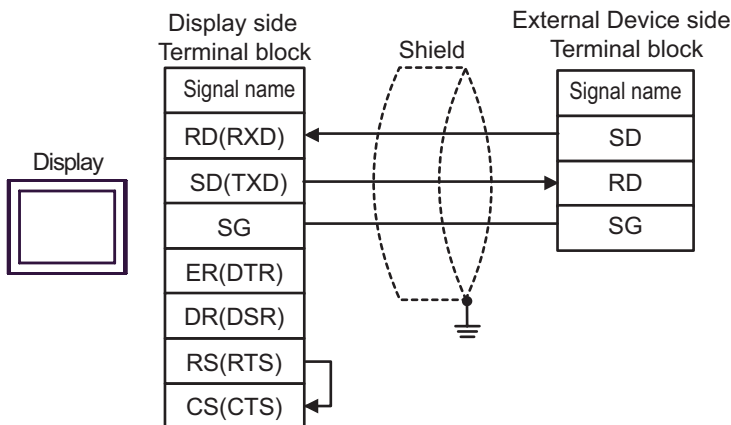 Display side
Terminal block
Shield
External Device side
Terminal block
Display
Signal name
RD(RXD)
SD(TXD)
SG
ER(DTR)
DR(DSR)
RS(RTS)
CS(CTS)
Signal name
SD
RD
SG